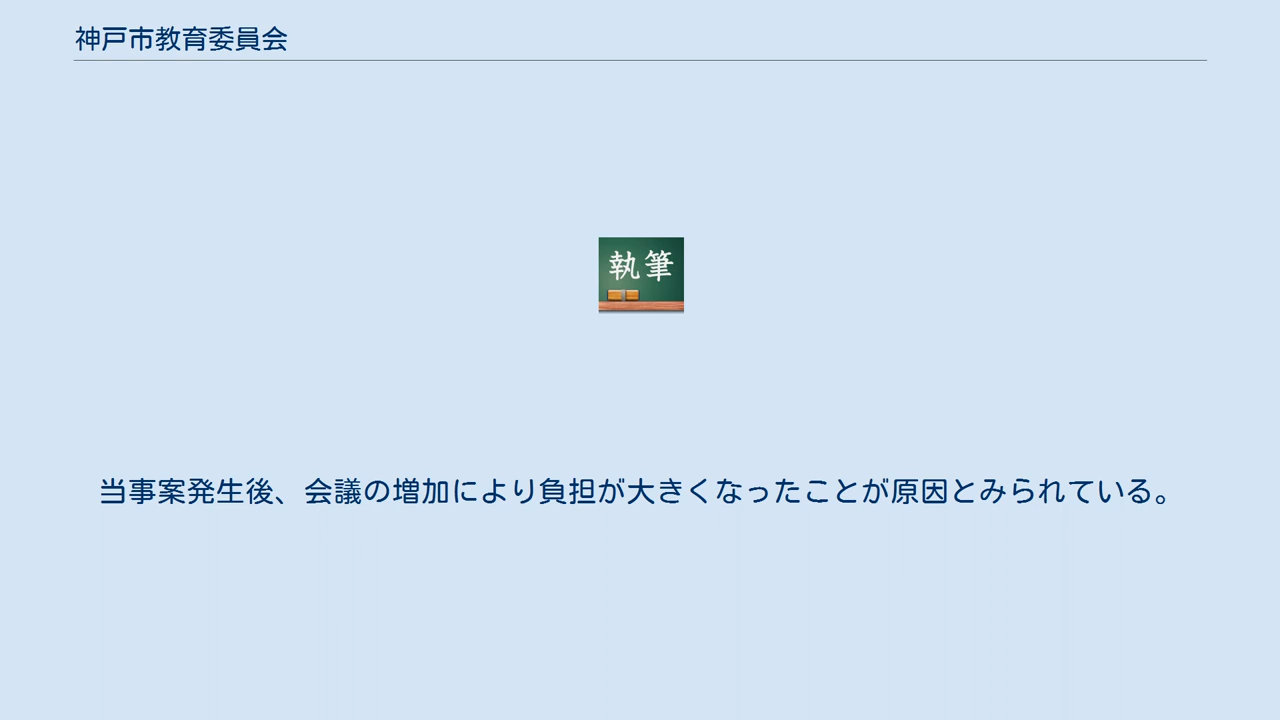 神戸市教育委員会
執筆
当事案発生後、会議の増加により負担が大きくなったことが原因とみられている。